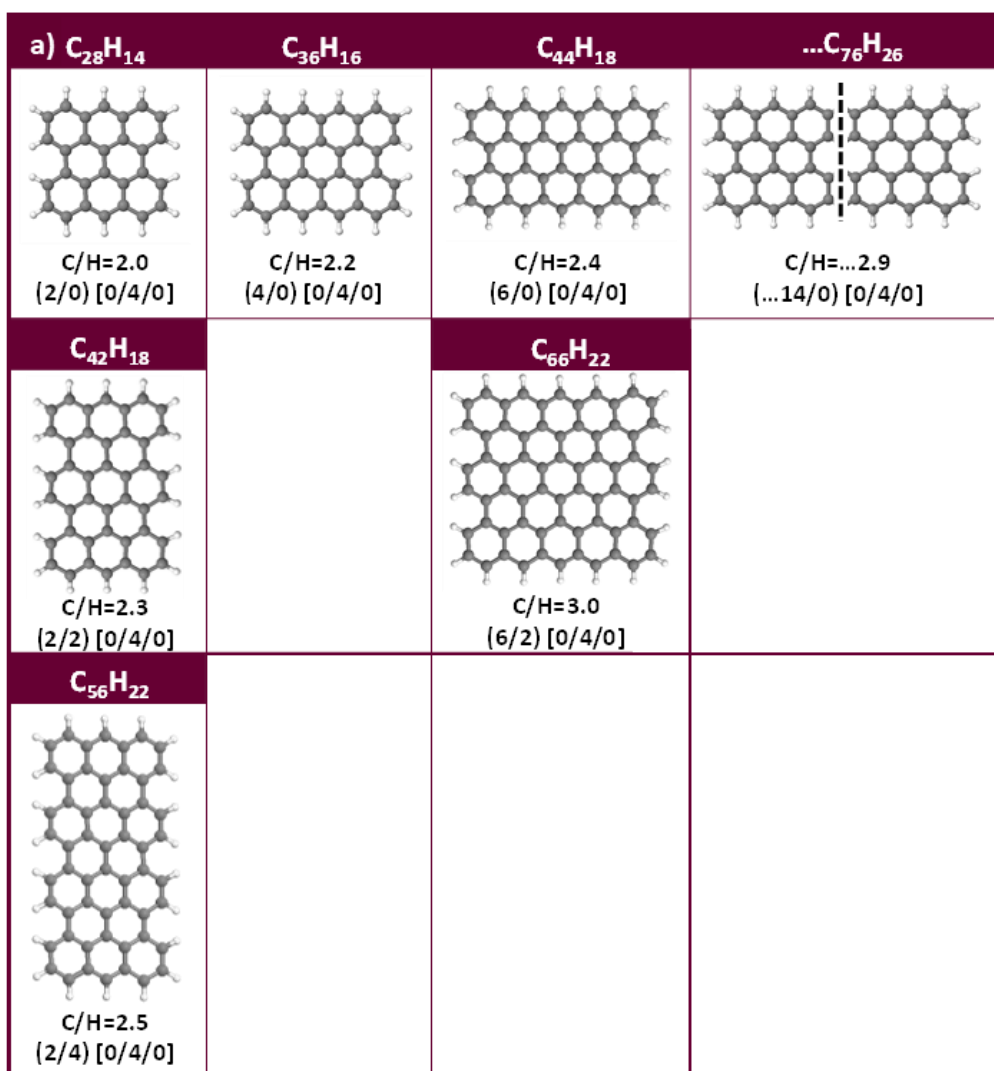 a) C₂₈H₁₄
C₃₆H₁₆
C₄₄H₁₈
...C₇₆H₂₆
C/H=2.0
(2/0) [0/4/0]
C/H=2.2
(4/0) [0/4/0]
C/H=2.4
(6/0) [0/4/0]
C/H=...2.9
(...14/0) [0/4/0]
C₄₂H₁₈
C₆₆H₂₂
C/H=2.3
(2/2) [0/4/0]
C/H=3.0
(6/2) [0/4/0]
C₅₆H₂₂
C/H=2.5
(2/4) [0/4/0]